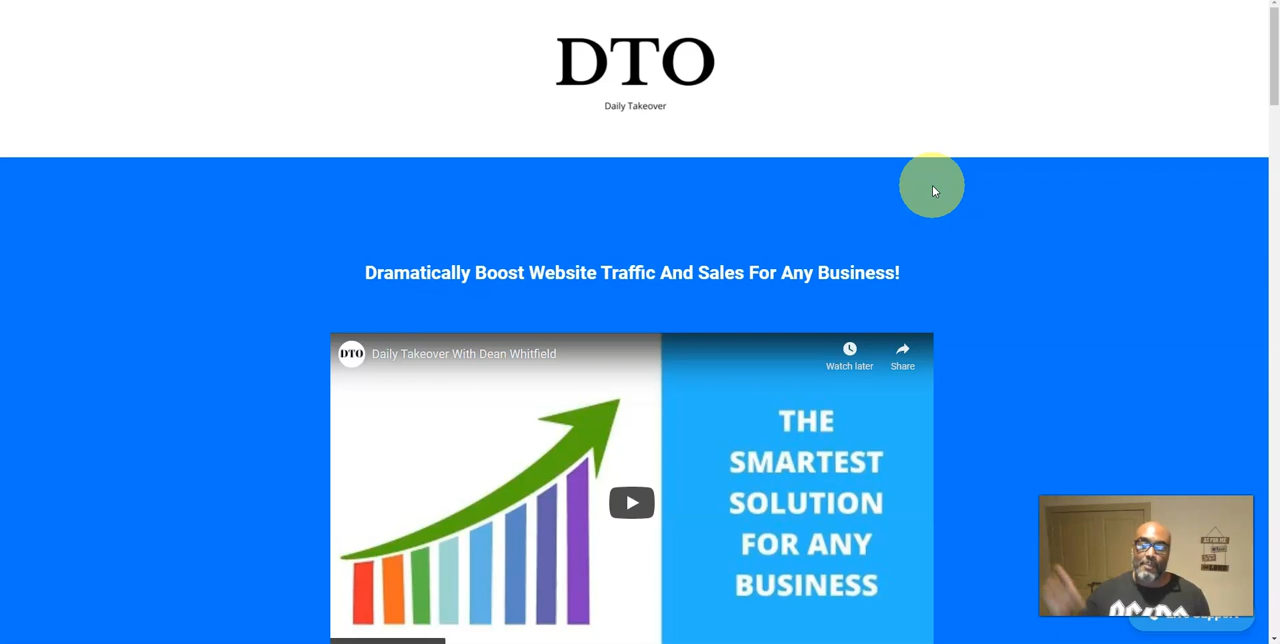 DTO
Daily Takeover
Dramatically Boost Website Traffic And Sales For Any Business!
DTO
Daily Takeover With Dean Whitfield
Watch later
Share
THE
SMARTEST
SOLUTION
FOR ANY
BUSINESS